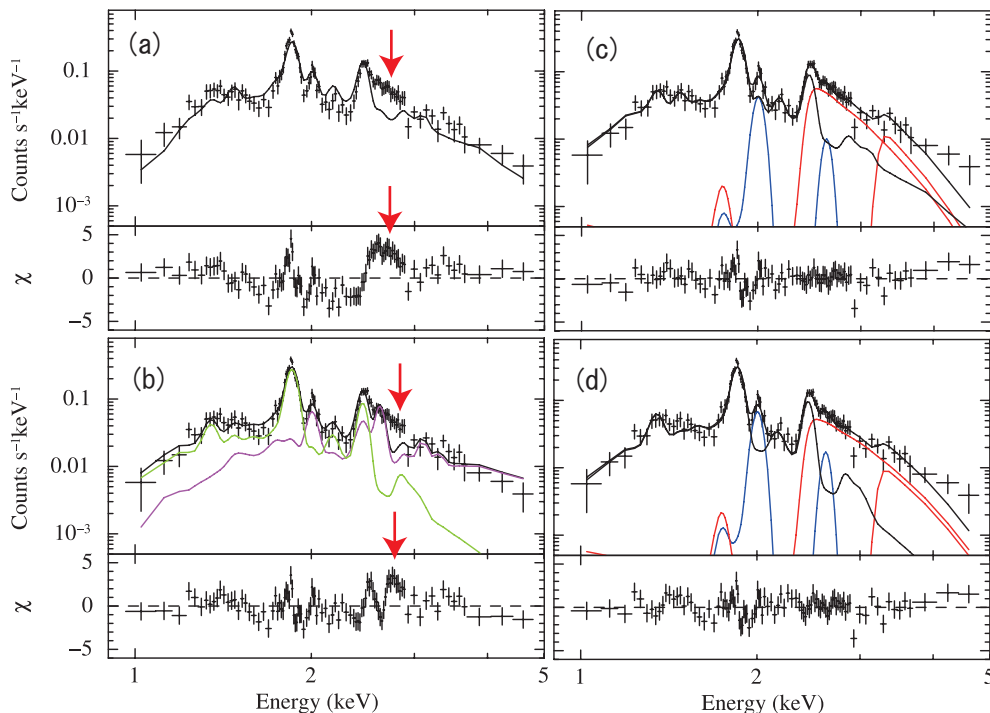 (a)
Counts s⁻¹keV⁻¹
0.1
0.01
10⁻³
χ
5
0
−5
(b)
Counts s⁻¹keV⁻¹
0.1
0.01
10⁻³
χ
5
0
−5
1
2
5
Energy (keV)
(c)
(d)
2
5
Energy (keV)